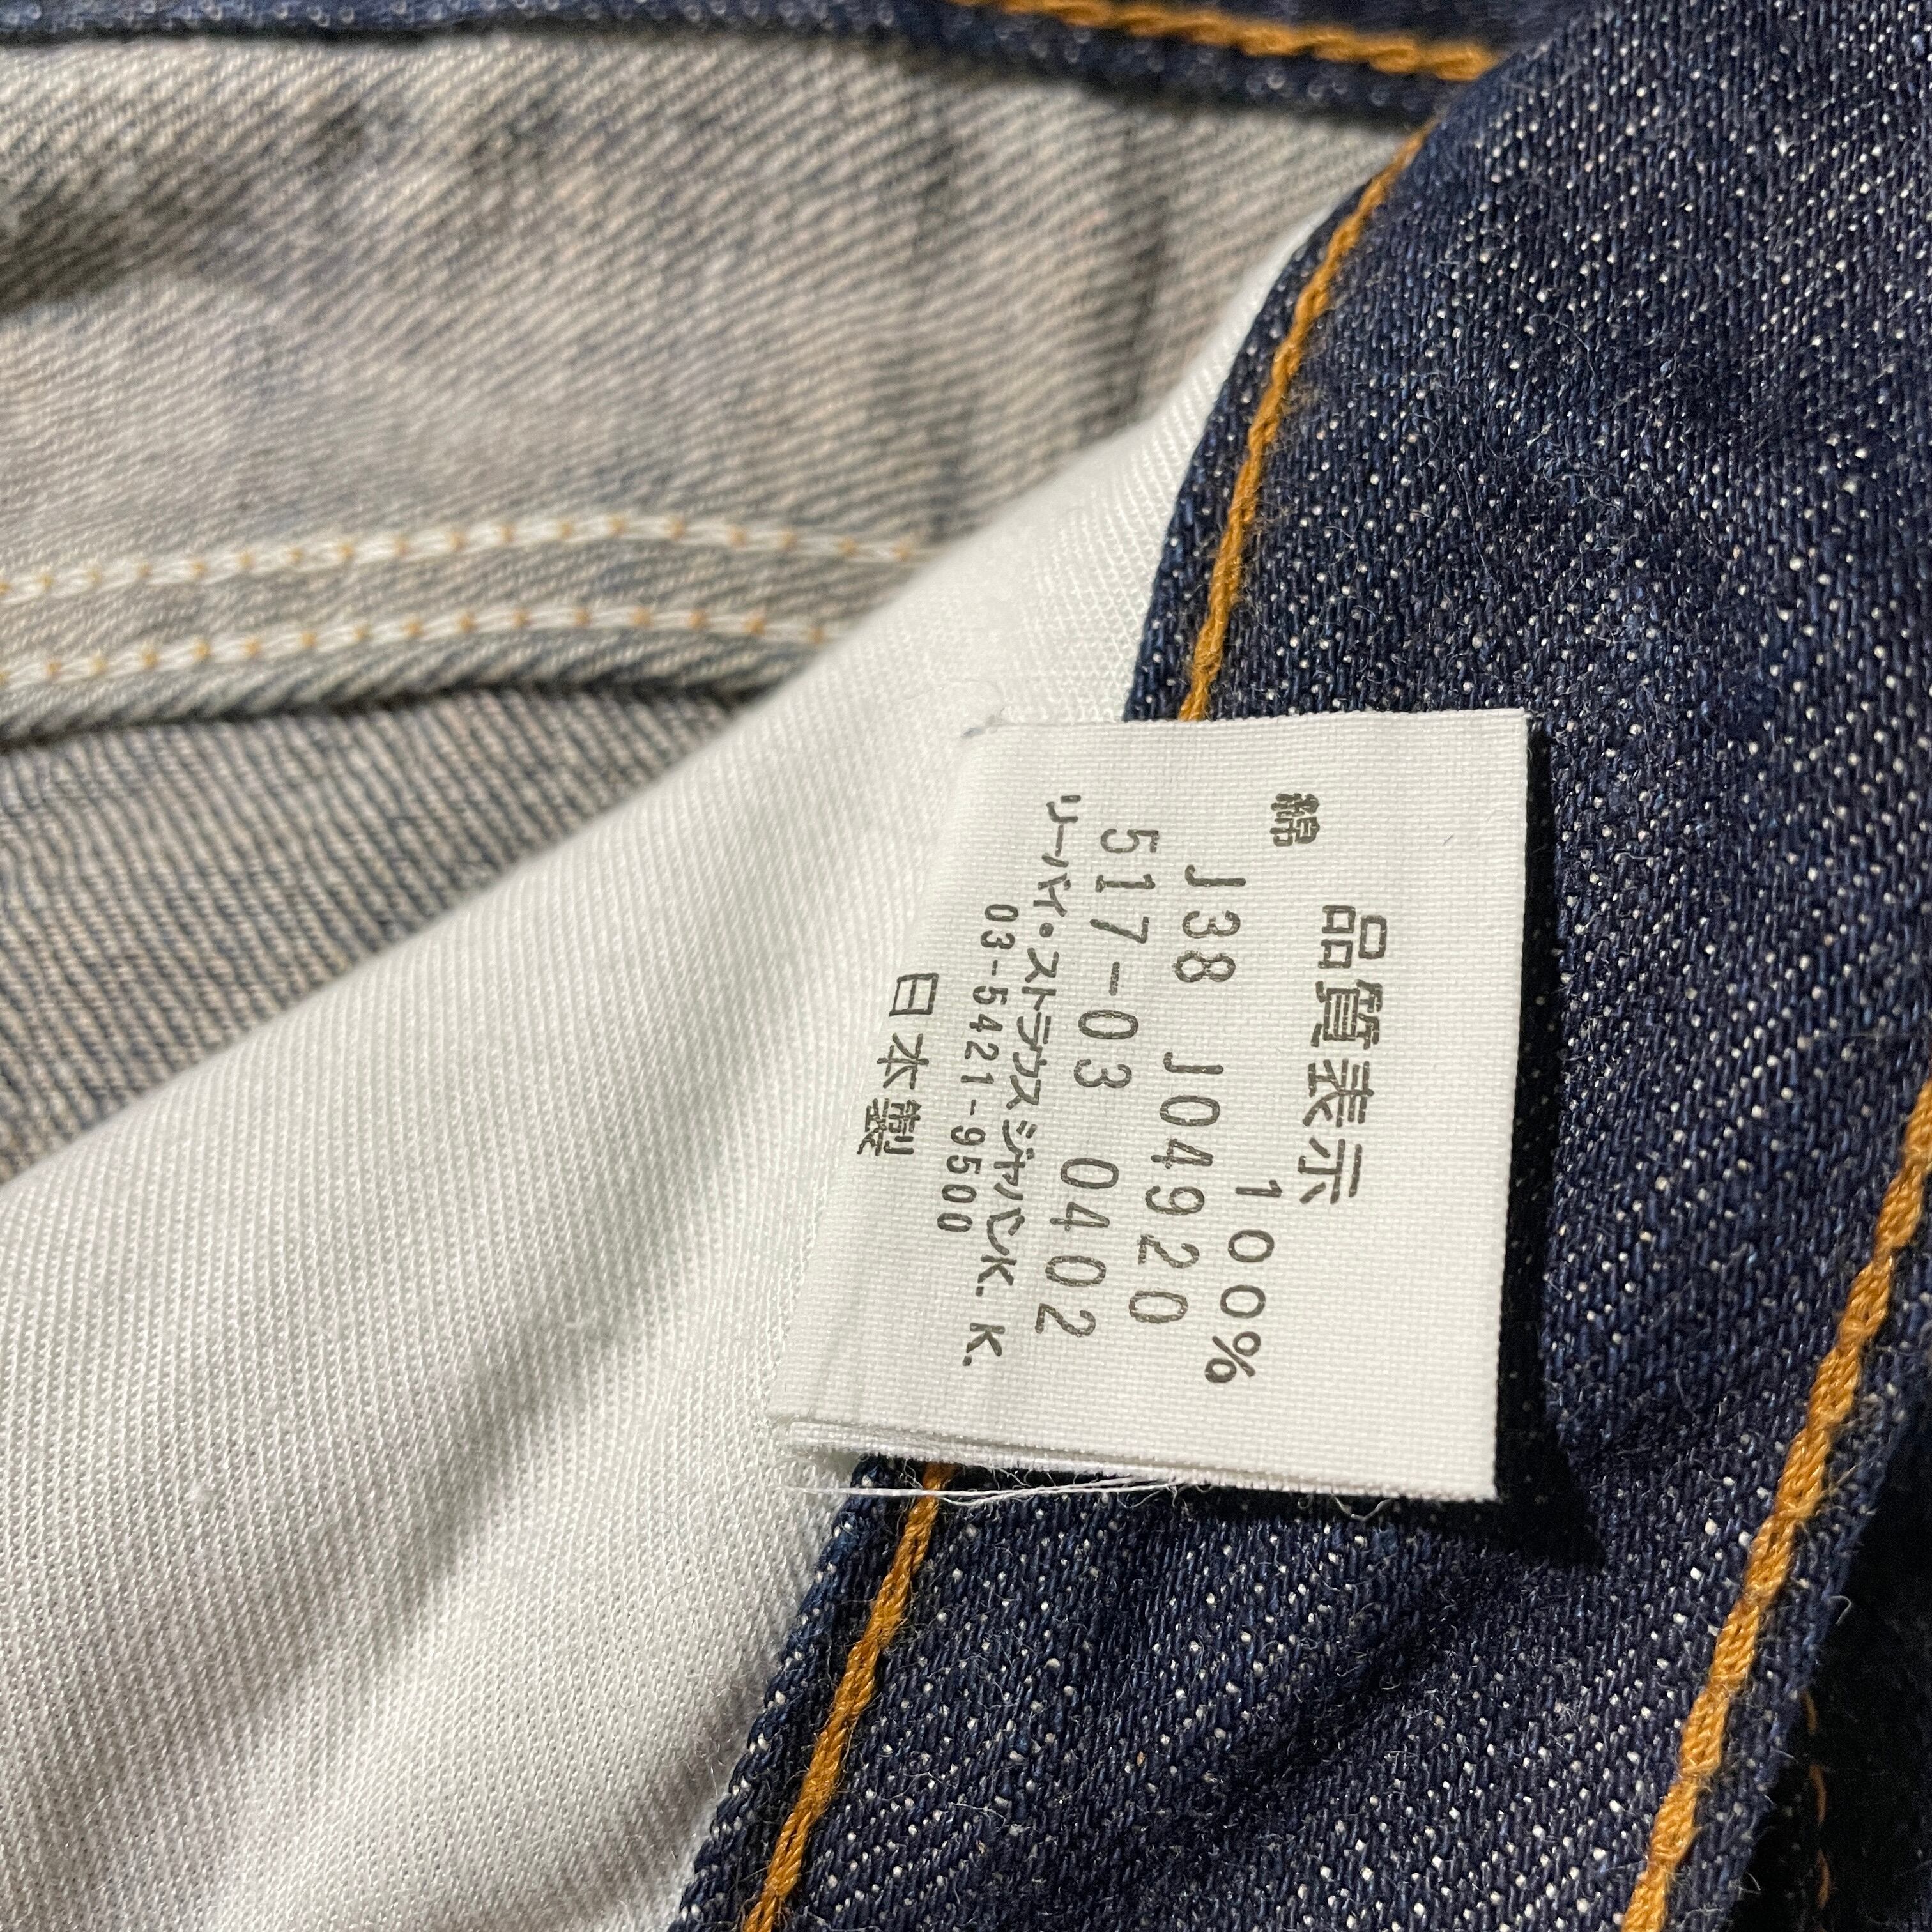 品質表示
綿 100%
J38 J04920
517-03 0402
リーバイ・ストラウス ジャパンK.K.
03-5421-9500
日本製